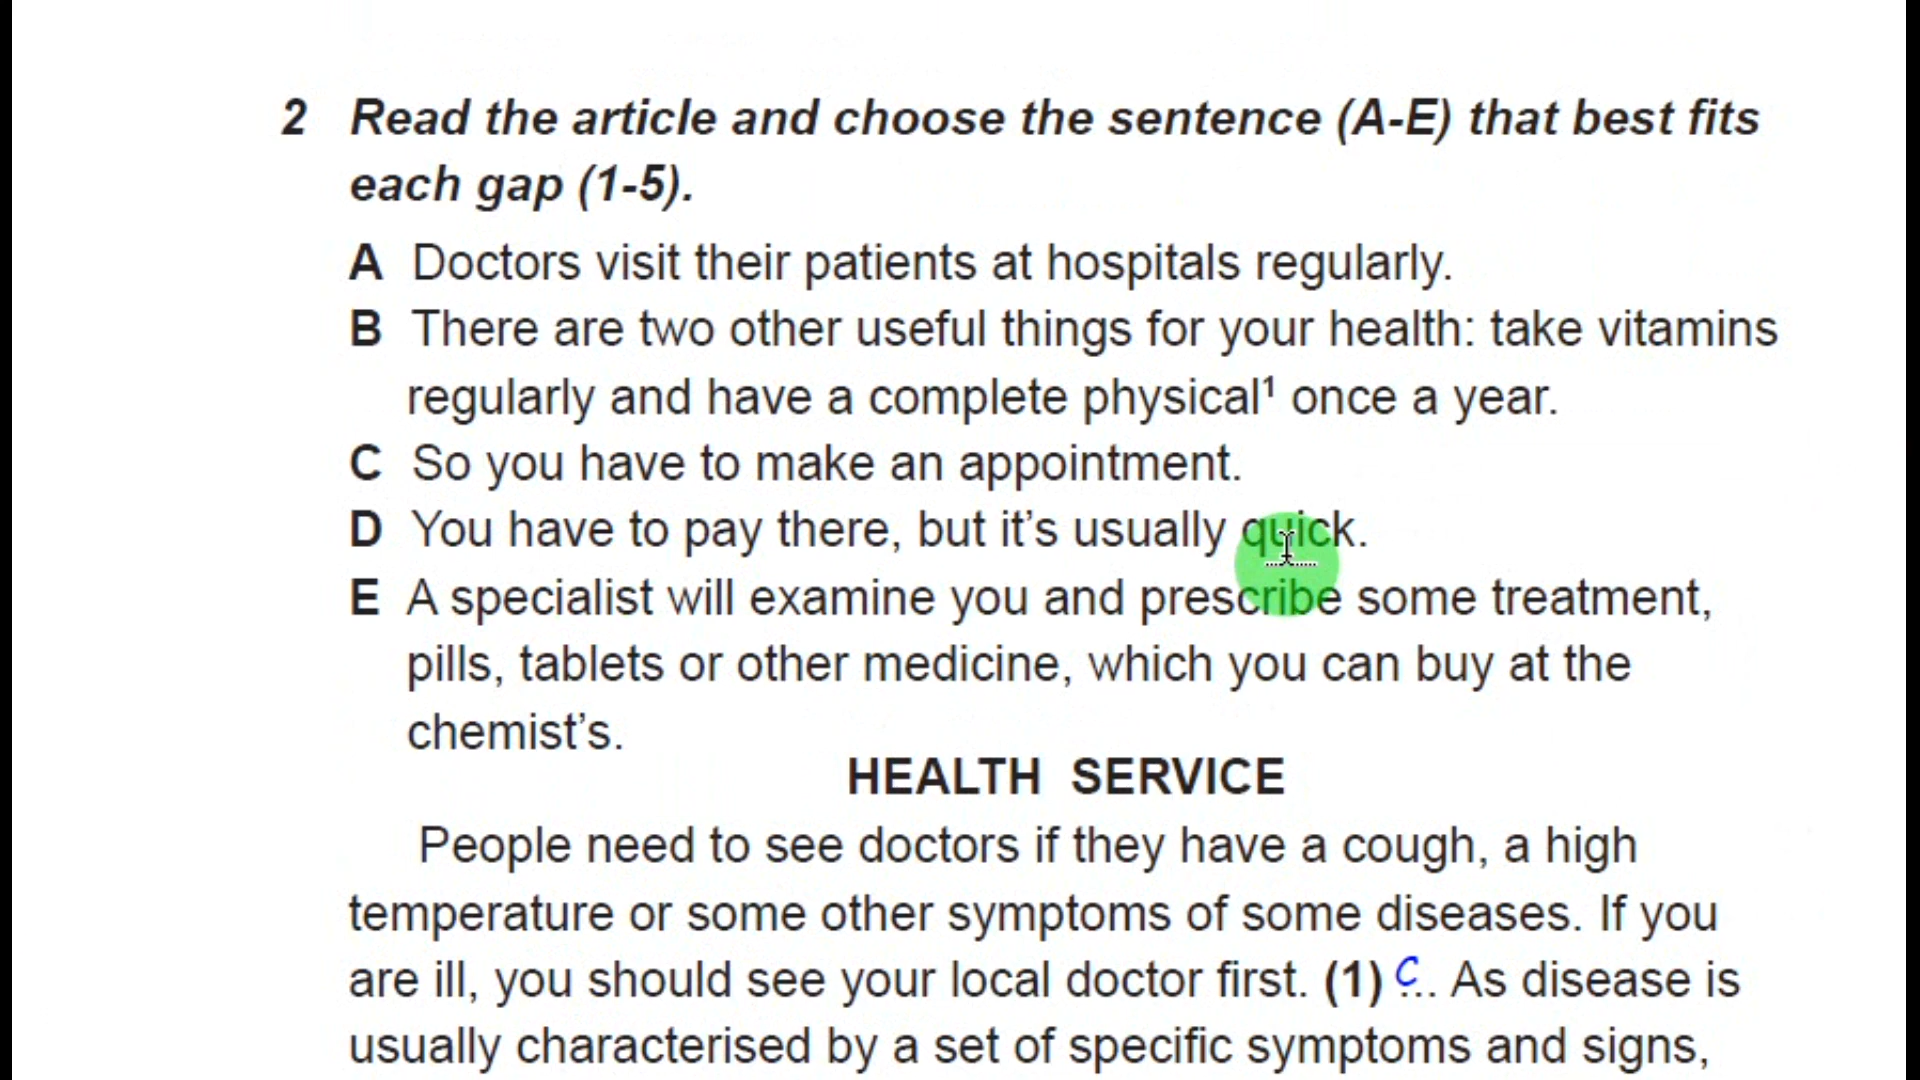 2 Read the article and choose the sentence (A-E) that best fits
each gap (1-5).
A Doctors visit their patients at hospitals regularly.
B There are two other useful things for your health: take vitamins
regularly and have a complete physical¹ once a year.
C So you have to make an appointment.
D You have to pay there, but it’s usually quick.
E A specialist will examine you and prescribe some treatment,
pills, tablets or other medicine, which you can buy at the
chemist’s.
HEALTH SERVICE
People need to see doctors if they have a cough, a high
temperature or some other symptoms of some diseases. If you
are ill, you should see your local doctor first. (1) C... As disease is
usually characterised by a set of specific symptoms and signs,